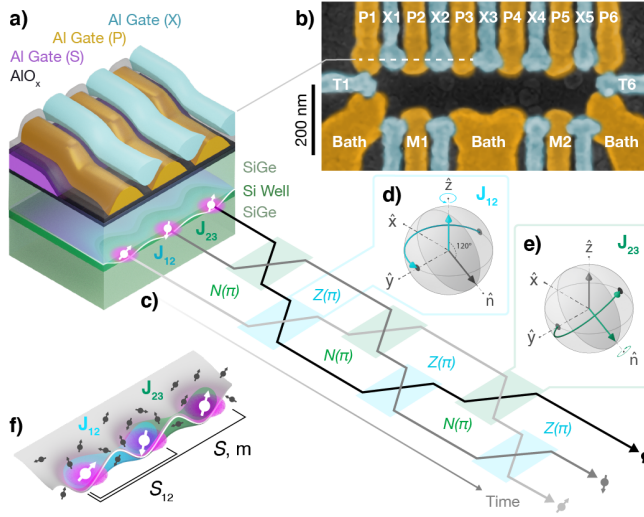 a)
Al Gate (X)
Al Gate (P)
Al Gate (S)
AlOₓ
SiGe
Si Well
SiGe
J₁₂
J₂₃
b)
P1 X1 P2 X2 P3 X3 P4 X4 P5 X5 P6
T1 T6
Bath M1 Bath M2 Bath
200 nm
c)
N(π) Z(π)
N(π) Z(π)
N(π) Z(π)
Time
d)
J₁₂
ẑ
x̂
120°
ŷ
n̂
e)
J₂₃
ẑ
x̂
ŷ
n̂
f)
J₁₂
J₂₃
S, m
S₁₂